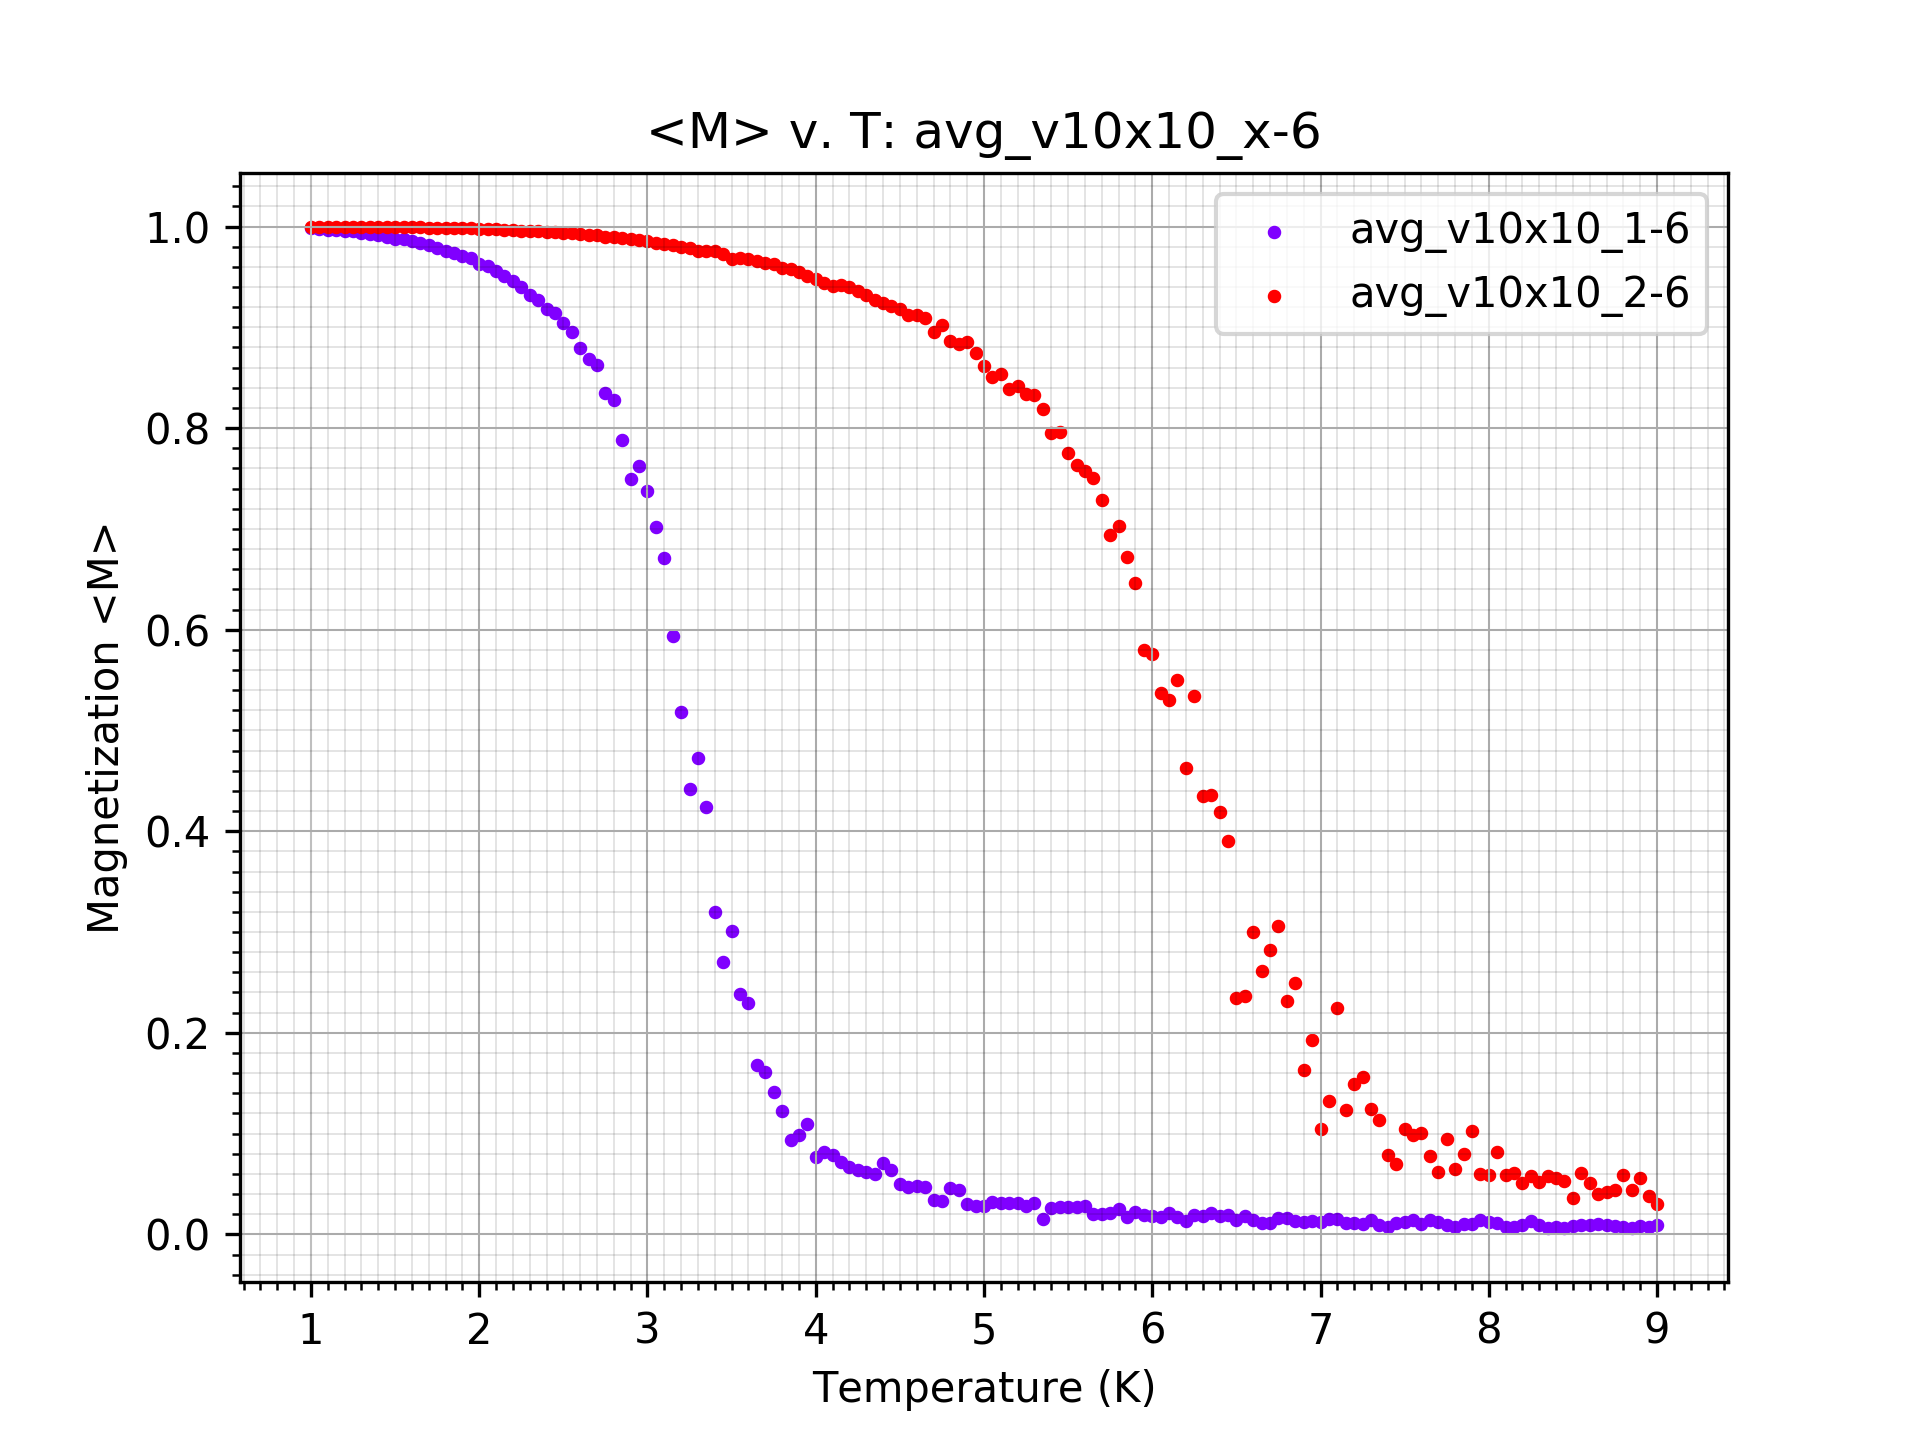 <M> v. T: avg_v10x10_x-6
avg_v10x10_1-6
avg_v10x10_2-6
1.0
0.8
0.6
0.4
0.2
0.0
Magnetization <M>
1 2 3 4 5 6 7 8 9
Temperature (K)